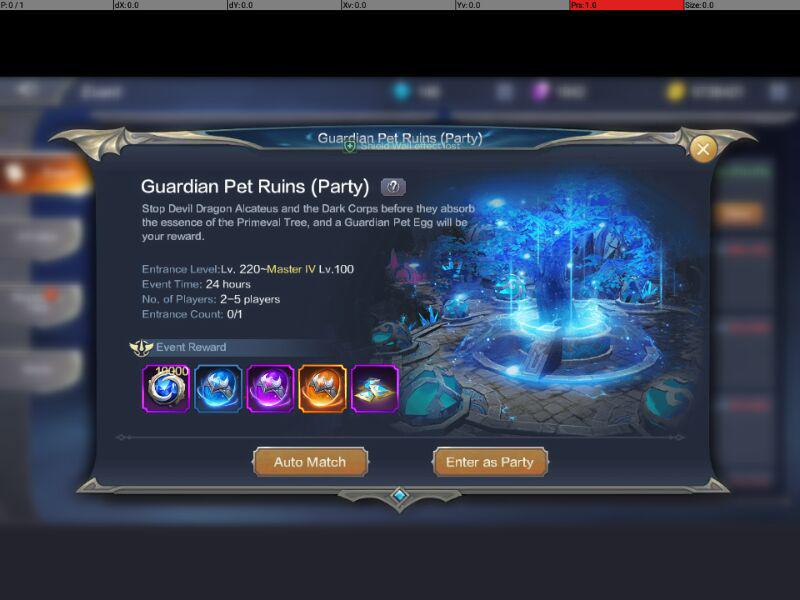 P: 0 / 1
dX: 0.0
dY: 0.0
Xv: 0.0
Yv: 0.0
Prs: 1.0
Size: 0.0
Event
Guardian Pet Ruins (Party)
Shield Wall effect lost
Guardian Pet Ruins (Party)
Stop Devil Dragon Alcateus and the Dark Corps before they absorb
the essence of the Primeval Tree, and a Guardian Pet Egg will be
your reward.
Entrance Level:Lv. 220~Master IV Lv.100
Event Time: 24 hours
No. of Players: 2~5 players
Entrance Count: 0/1
Event Reward
10000
Auto Match
Enter as Party